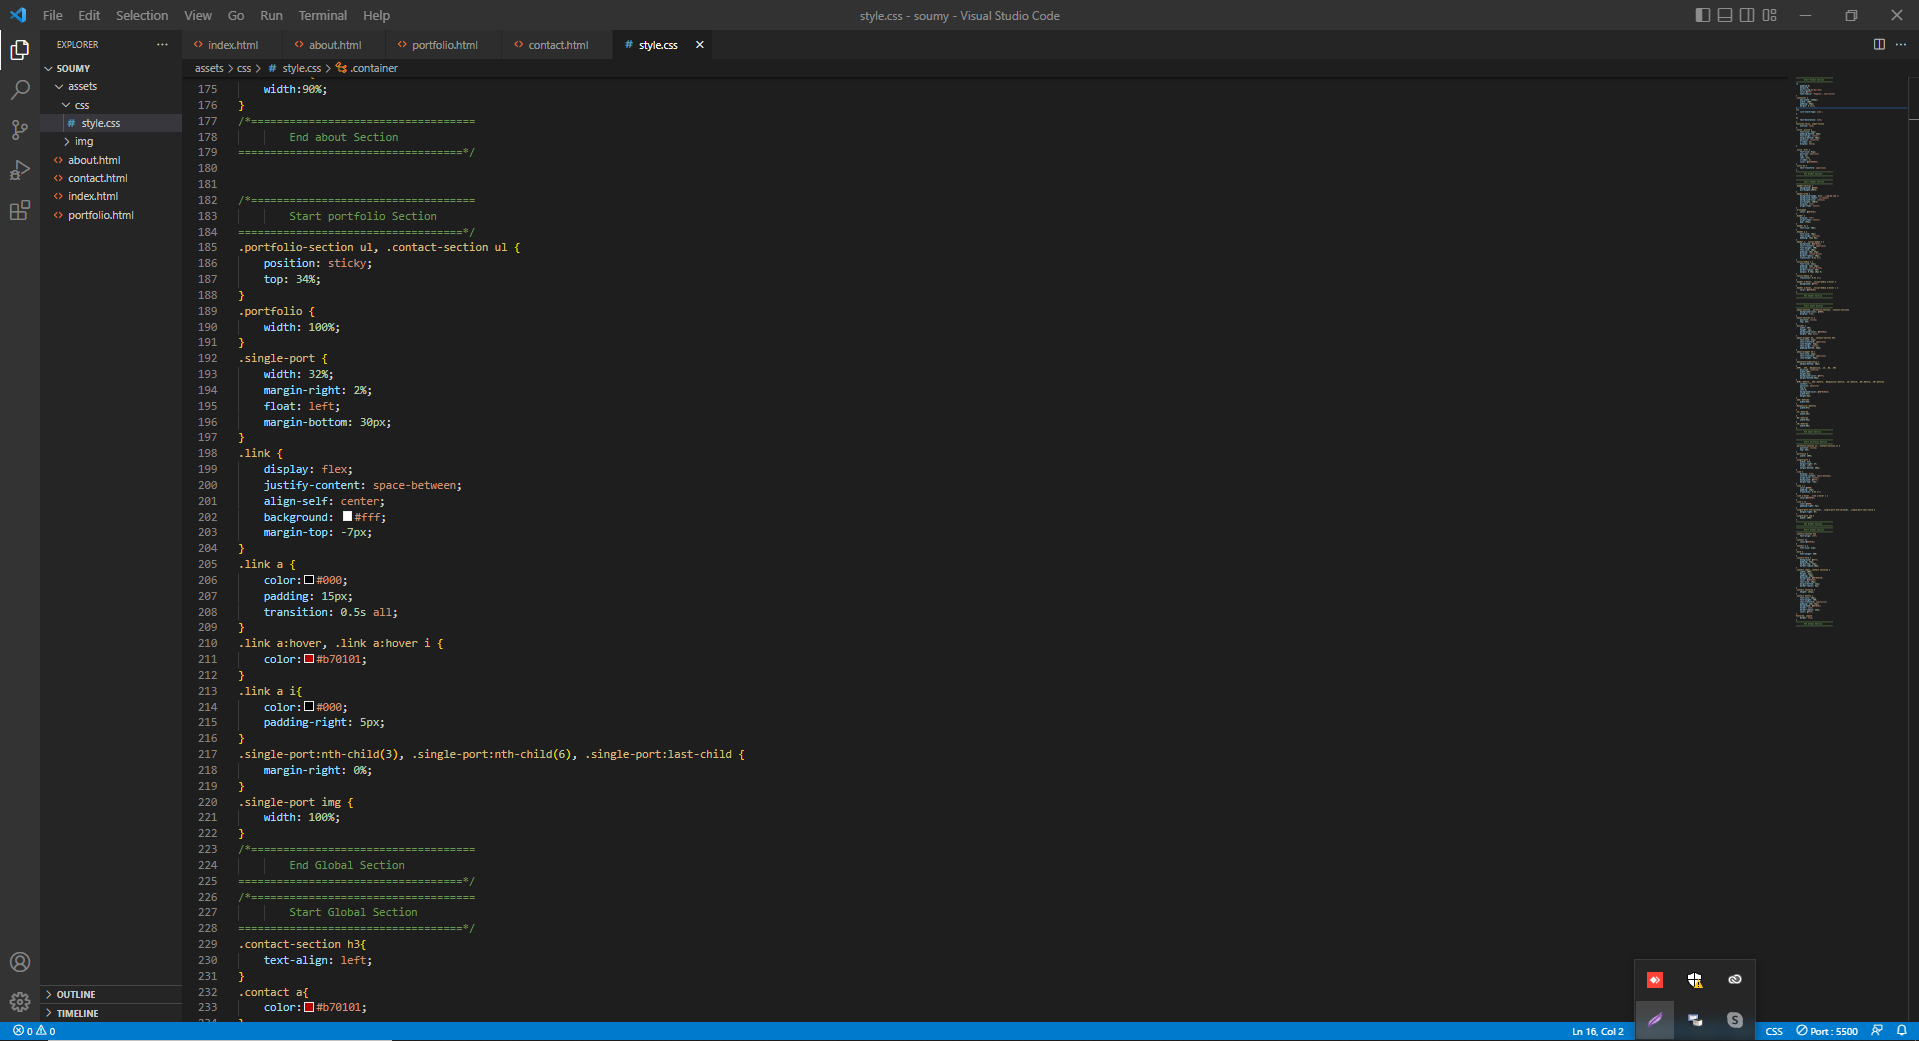 File Edit Selection View Go Run Terminal Help
style.css - soumy - Visual Studio Code
EXPLORER
index.html
about.html
portfolio.html
contact.html
# style.css
assets > css > # style.css > .container
SOUMY
assets
css
# style.css
img
about.html
contact.html
index.html
portfolio.html
OUTLINE
TIMELINE
175 width:90%;
176 }
177 /*===================================
178 End about Section
179 ===================================*/
180
181
182 /*===================================
183 Start portfolio Section
184 ===================================*/
185 .portfolio-section ul, .contact-section ul {
186 position: sticky;
187 top: 34%;
188 }
189 .portfolio {
190 width: 100%;
191 }
192 .single-port {
193 width: 32%;
194 margin-right: 2%;
195 float: left;
196 margin-bottom: 30px;
197 }
198 .link {
199 display: flex;
200 justify-content: space-between;
201 align-self: center;
202 background: #fff;
203 margin-top: -7px;
204 }
205 .link a {
206 color: #000;
207 padding: 15px;
208 transition: 0.5s all;
209 }
210 .link a:hover, .link a:hover i {
211 color: #b70101;
212 }
213 .link a i{
214 color: #000;
215 padding-right: 5px;
216 }
217 .single-port:nth-child(3), .single-port:nth-child(6), .single-port:last-child {
218 margin-right: 0%;
219 }
220 .single-port img {
221 width: 100%;
222 }
223 /*===================================
224 End Global Section
225 ===================================*/
226 /*===================================
227 Start Global Section
228 ===================================*/
229 .contact-section h3{
230 text-align: left;
231 }
232 .contact a{
233 color: #b70101;
0 0
Ln 16, Col 2
CSS
Port : 5500